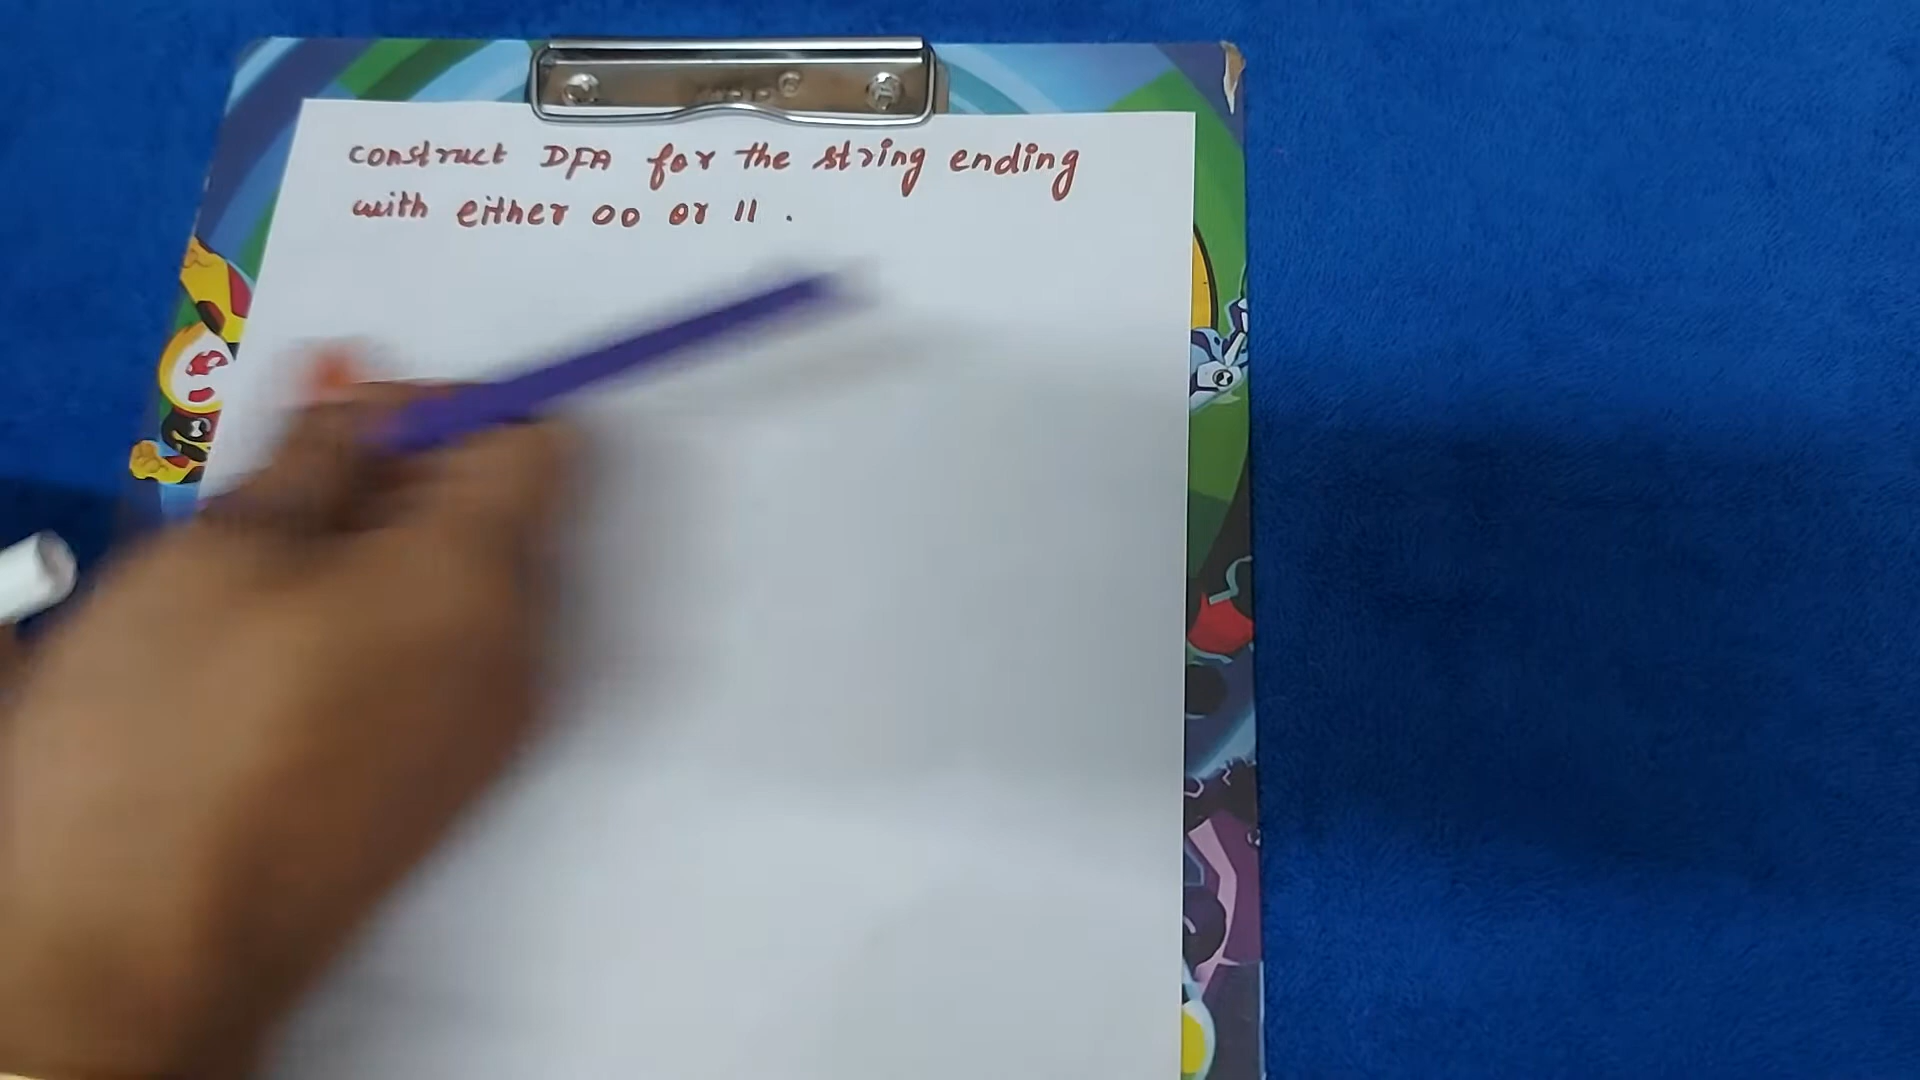 construct DFA for the string ending
with either 00 or 11 .